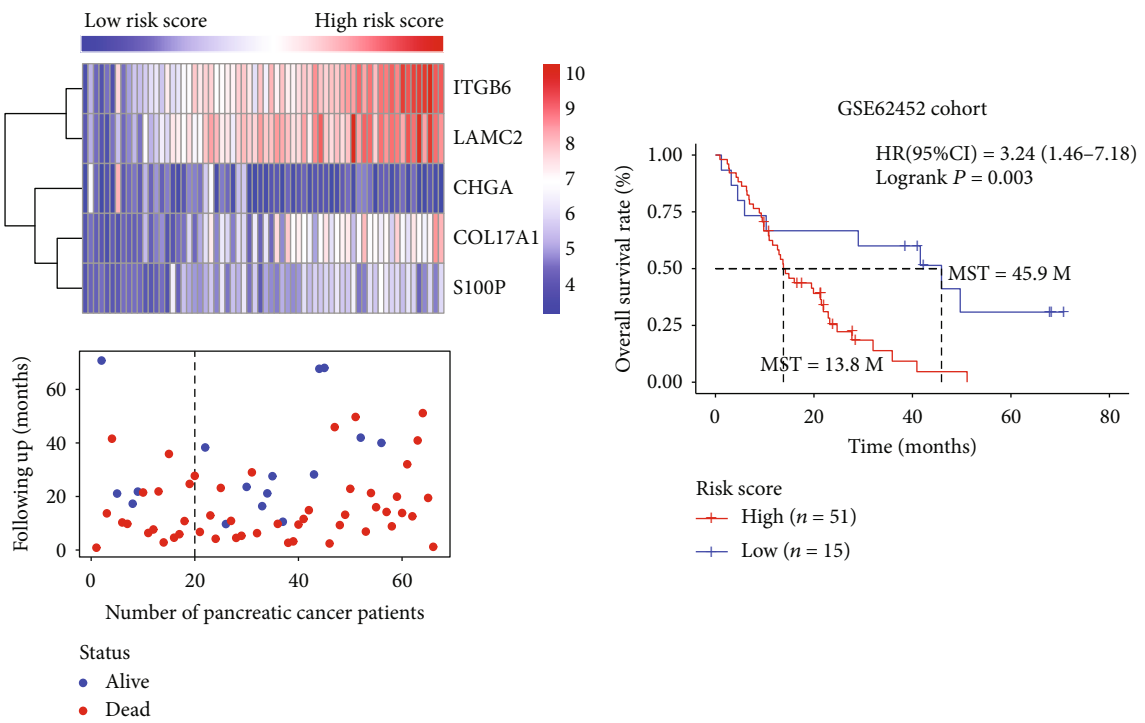 Low risk score
High risk score
ITGB6
LAMC2
CHGA
COL17A1
S100P
10
9
8
7
6
5
4
Following up (months)
60
40
20
0
0
20
40
60
Number of pancreatic cancer patients
Status
Alive
Dead
GSE62452 cohort
HR(95%CI) = 3.24 (1.46–7.18)
Logrank P = 0.003
Overall survival rate (%)
1.00
0.75
0.50
0.25
0.00
MST = 45.9 M
MST = 13.8 M
0
20
40
60
80
Time (months)
Risk score
High (n = 51)
Low (n = 15)